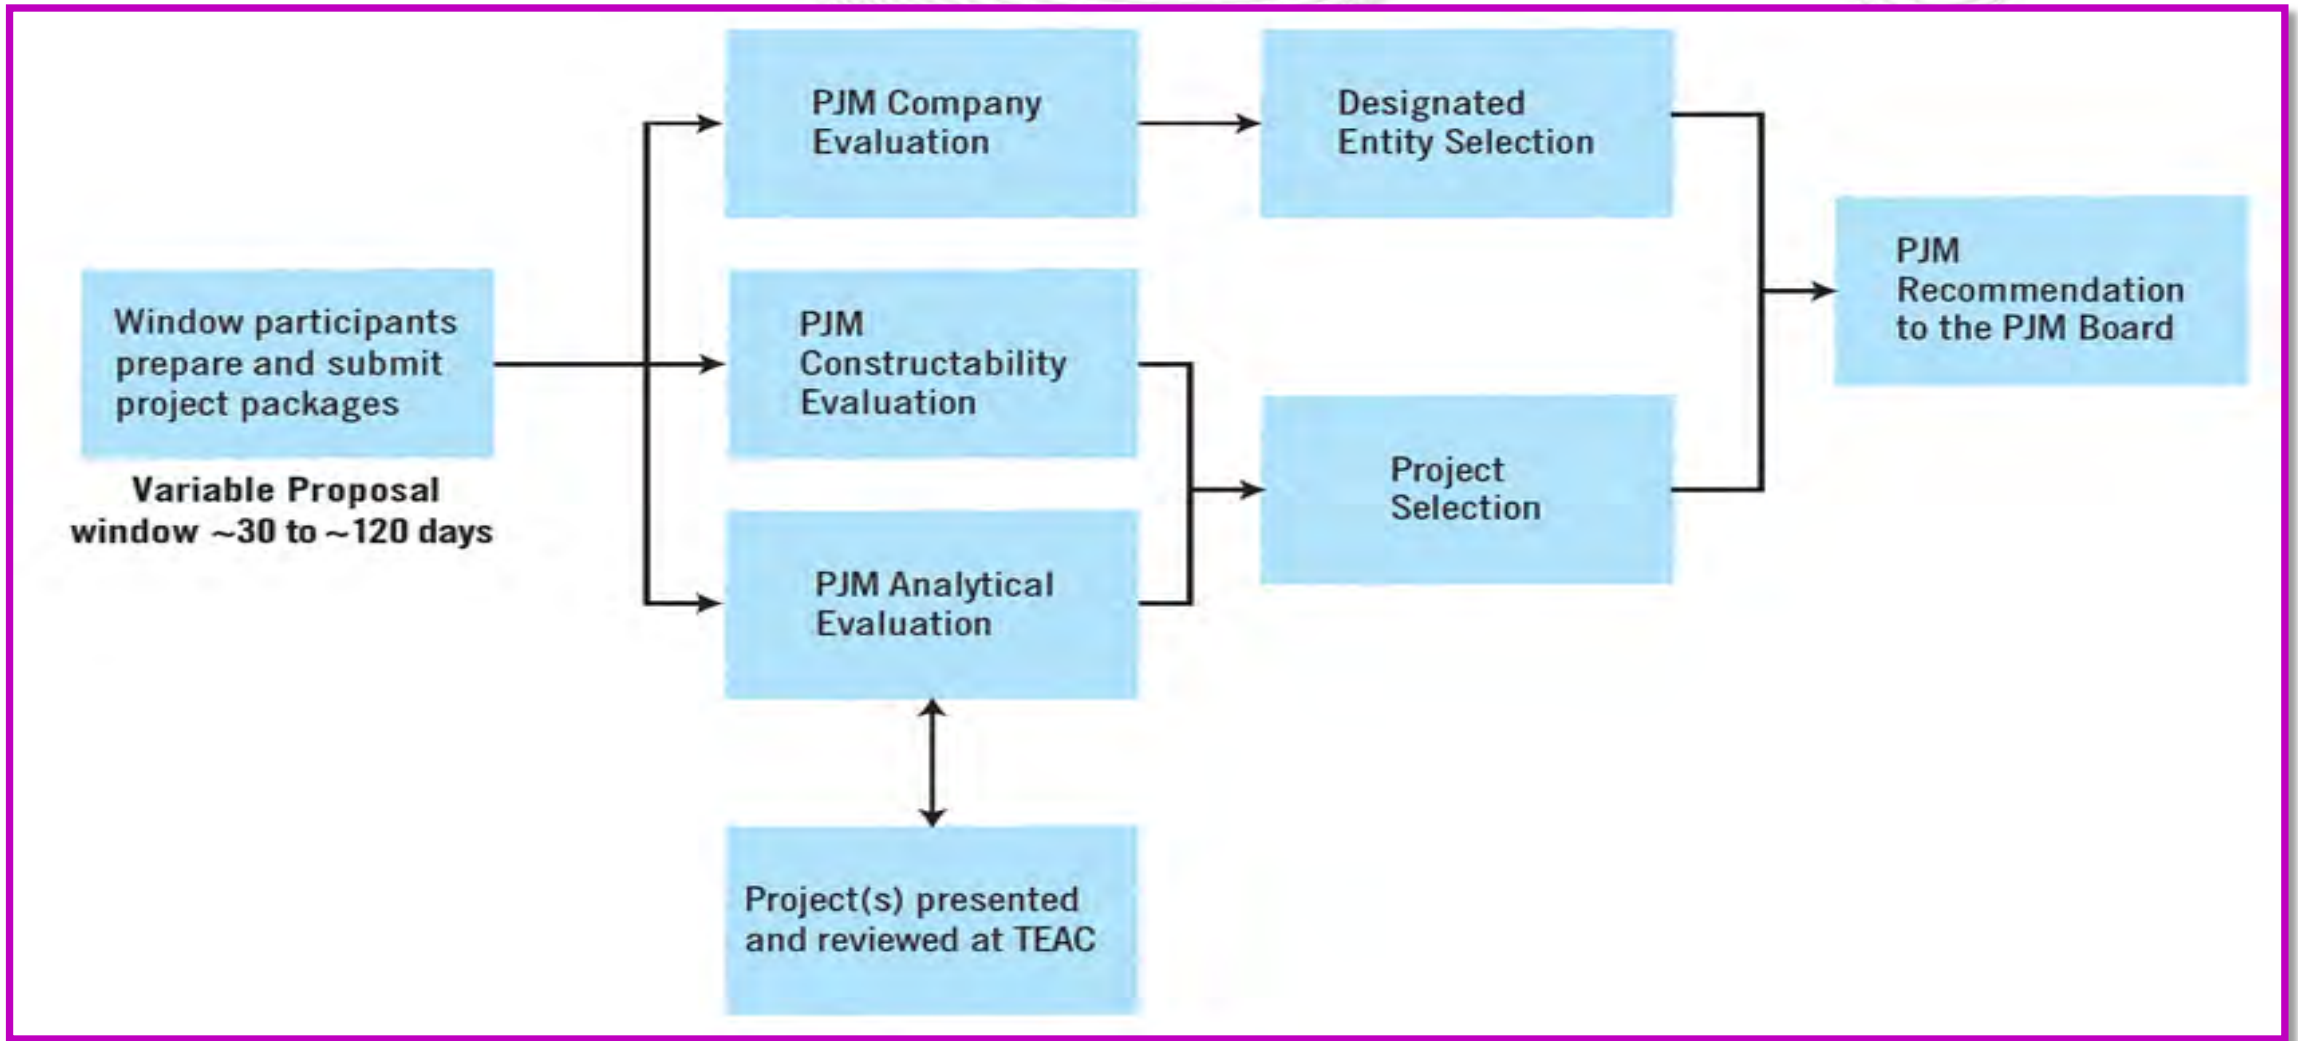 PJM Company
Evaluation
Designated
Entity Selection
PJM
Recommendation
to the PJM Board
Window participants
prepare and submit
project packages
Variable Proposal
window ~30 to ~120 days
PJM
Constructability
Evaluation
Project
Selection
PJM Analytical
Evaluation
Project(s) presented
and reviewed at TEAC